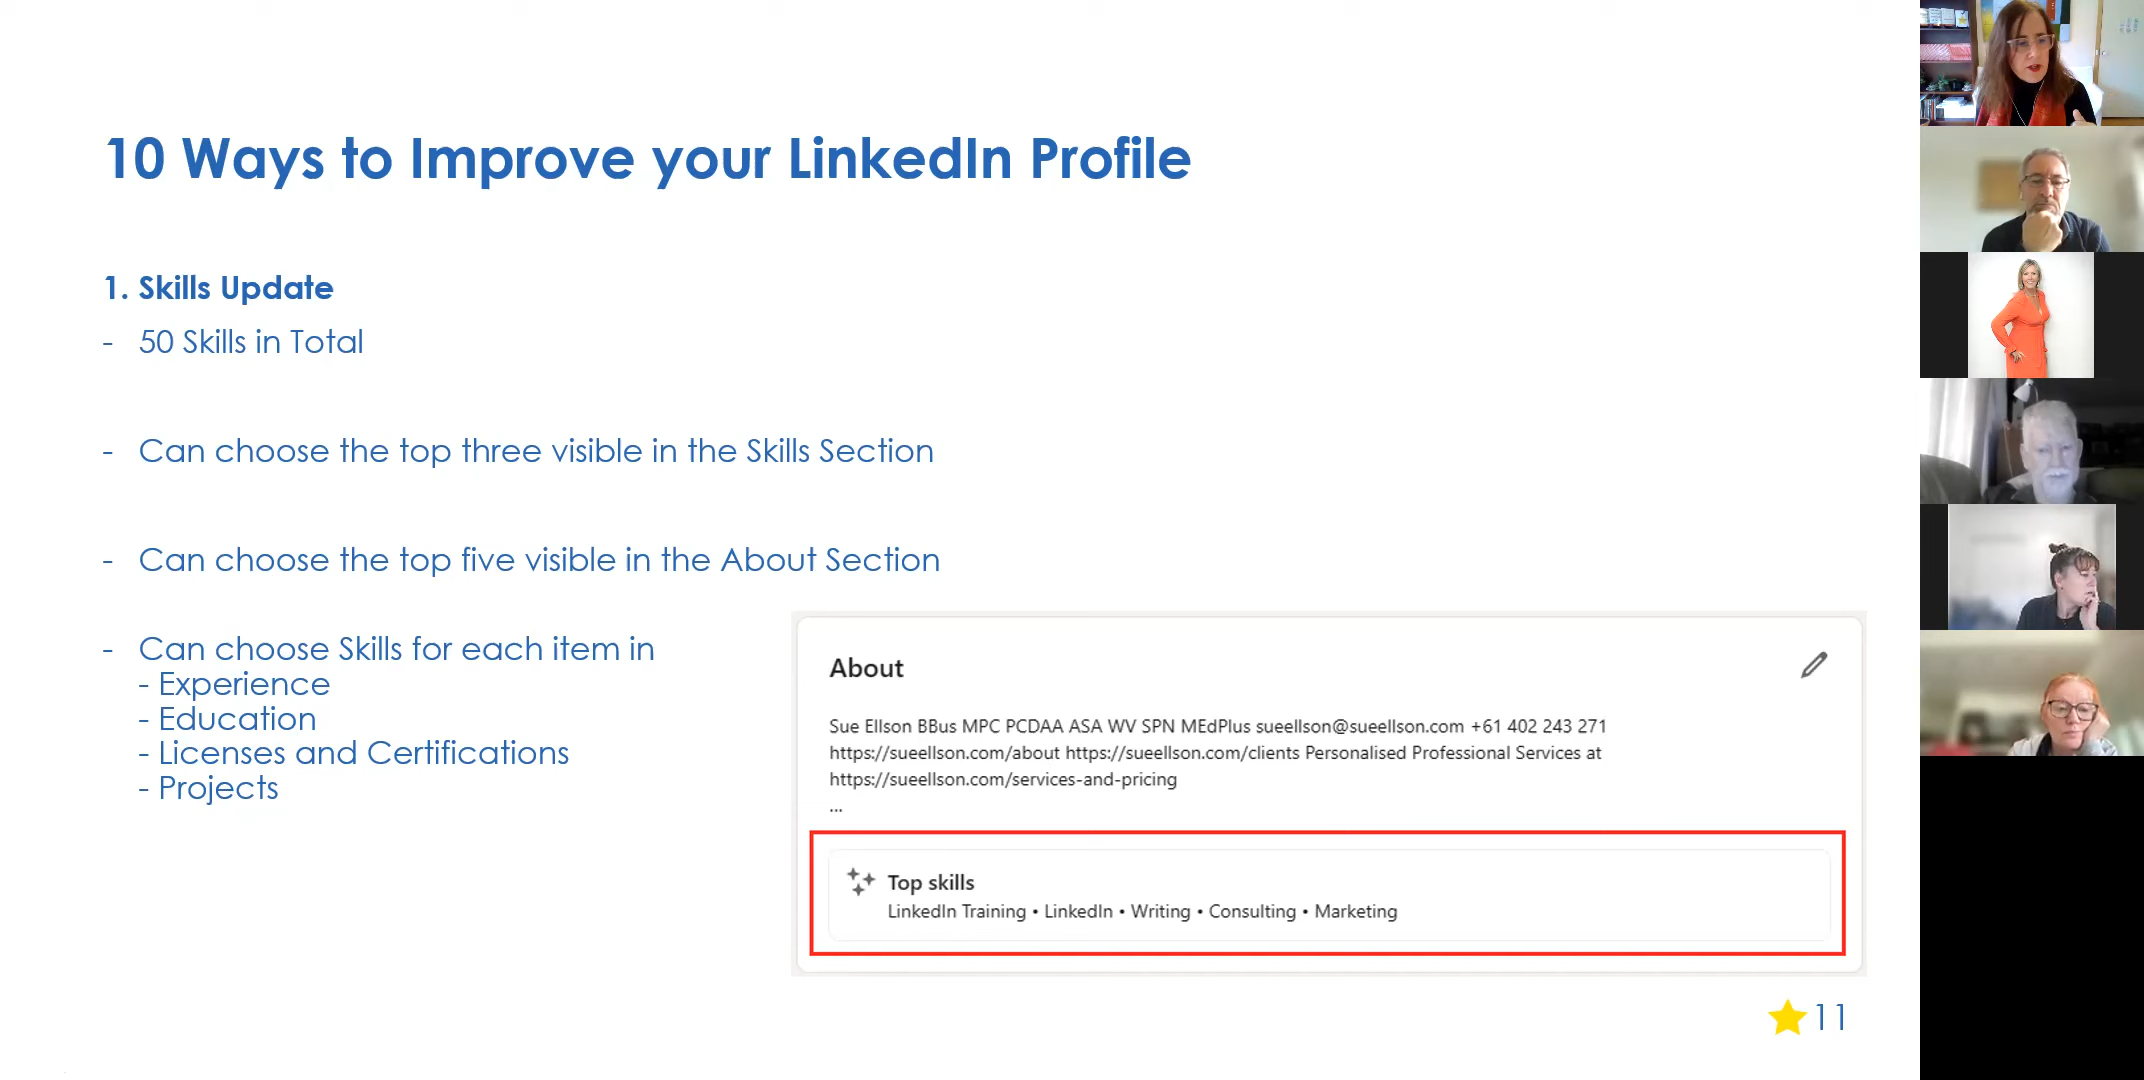 10 Ways to Improve your LinkedIn Profile
1. Skills Update
- 50 Skills in Total
- Can choose the top three visible in the Skills Section
- Can choose the top five visible in the About Section
- Can choose Skills for each item in
- Experience
- Education
- Licenses and Certifications
- Projects
About
Sue Ellson BBus MPC PCDAA ASA WV SPN MEdPlus sueellson@sueellson.com +61 402 243 271
https://sueellson.com/about https://sueellson.com/clients Personalised Professional Services at
https://sueellson.com/services-and-pricing
...
Top skills
LinkedIn Training • LinkedIn • Writing • Consulting • Marketing
11